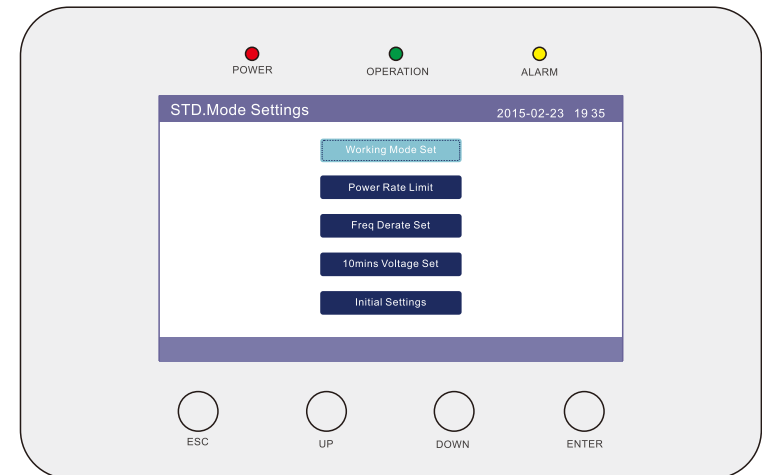 POWER OPERATION ALARM
STD.Mode Settings 2015-02-23 19 35
Working Mode Set
Power Rate Limit
Freq Derate Set
10mins Voltage Set
Initial Settings
ESC UP DOWN ENTER